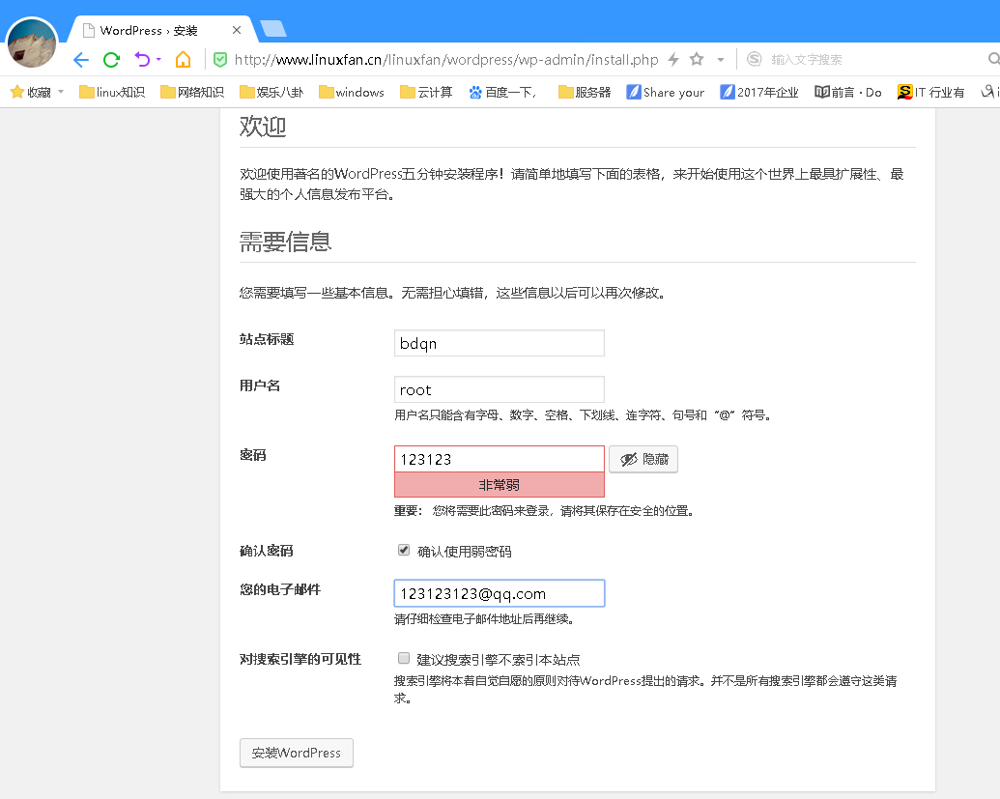 WordPress › 安装
http://www.linuxfan.cn/linuxfan/wordpress/wp-admin/install.php
输入文字搜索
收藏 linux知识 网络知识 娱乐八卦 windows 云计算 百度一下, 服务器 Share your 2017年企业 前言 · Do IT 行业有
欢迎
欢迎使用著名的WordPress五分钟安装程序！请简单地填写下面的表格，来开始使用这个世界上最具扩展性、最
强大的个人信息发布平台。
需要信息
您需要填写一些基本信息。无需担心填错，这些信息以后可以再次修改。
站点标题 bdqn
用户名 root
用户名只能含有字母、数字、空格、下划线、连字符、句号和“@”符号。
密码 123123 隐藏
非常弱
重要： 您将需要此密码来登录，请将其保存在安全的位置。
确认密码 确认使用弱密码
您的电子邮件 123123123@qq.com
请仔细检查电子邮件地址后再继续。
对搜索引擎的可见性 建议搜索引擎不索引本站点
搜索引擎将本着自觉自愿的原则对待WordPress提出的请求。并不是所有搜索引擎都会遵守这类请
求。
安装WordPress